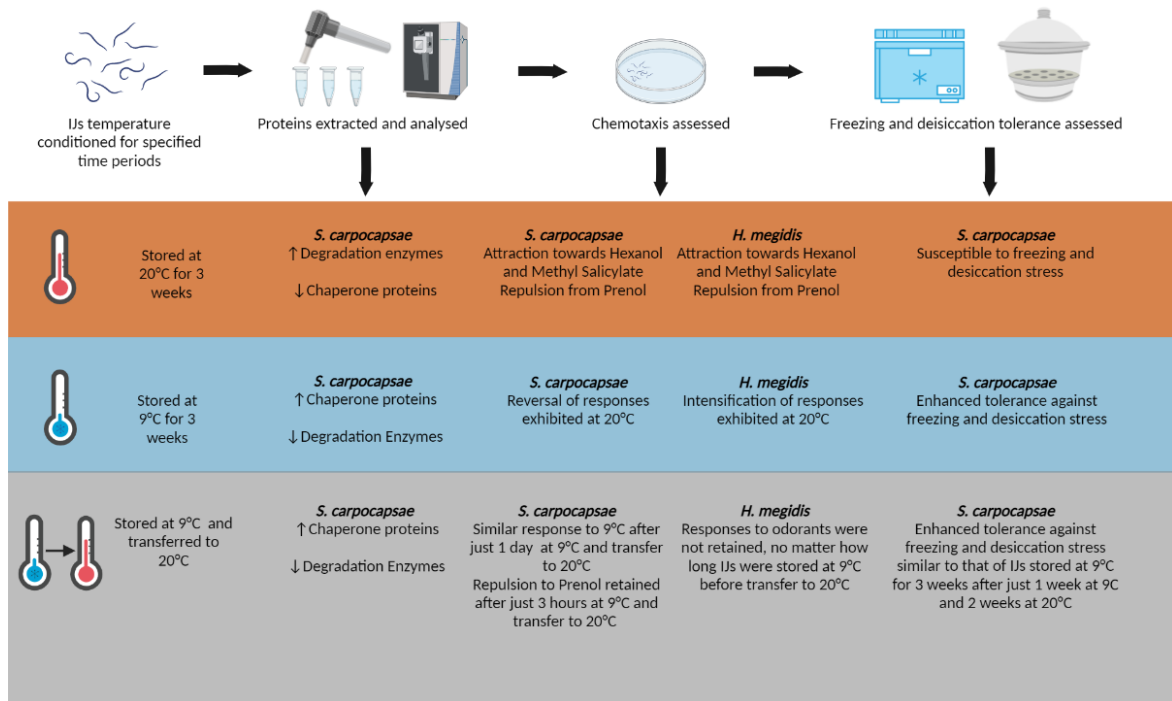 IJs temperature
conditioned for specified
time periods
Proteins extracted and analysed
Chemotaxis assessed
Freezing and deisiccation tolerance assessed
Stored at
20°C for 3
weeks
S. carpocapsae
↑ Degradation enzymes
↓ Chaperone proteins
S. carpocapsae
Attraction towards Hexanol
and Methyl Salicylate
Repulsion from Prenol
H. megidis
Attraction towards Hexanol
and Methyl Salicylate
Repulsion from Prenol
S. carpocapsae
Susceptible to freezing and
desiccation stress
Stored at
9°C for 3
weeks
S. carpocapsae
↑ Chaperone proteins
↓ Degradation Enzymes
S. carpocapsae
Reversal of responses
exhibited at 20°C
H. megidis
Intensification of responses
exhibited at 20°C
S. carpocapsae
Enhanced tolerance against
freezing and desiccation stress
Stored at 9°C and
transferred to
20°C
S. carpocapsae
↑ Chaperone proteins
↓ Degradation Enzymes
S. carpocapsae
Similar response to 9°C after
just 1 day at 9°C and transfer
to 20°C
Repulsion to Prenol retained
after just 3 hours at 9°C and
transfer to 20°C
H. megidis
Responses to odorants were
not retained, no matter how
long IJs were stored at 9°C
before transfer to 20°C
S. carpocapsae
Enhanced tolerance against
freezing and desiccation stress
similar to that of IJs stored at 9°C
for 3 weeks after just 1 week at 9C
and 2 weeks at 20°C